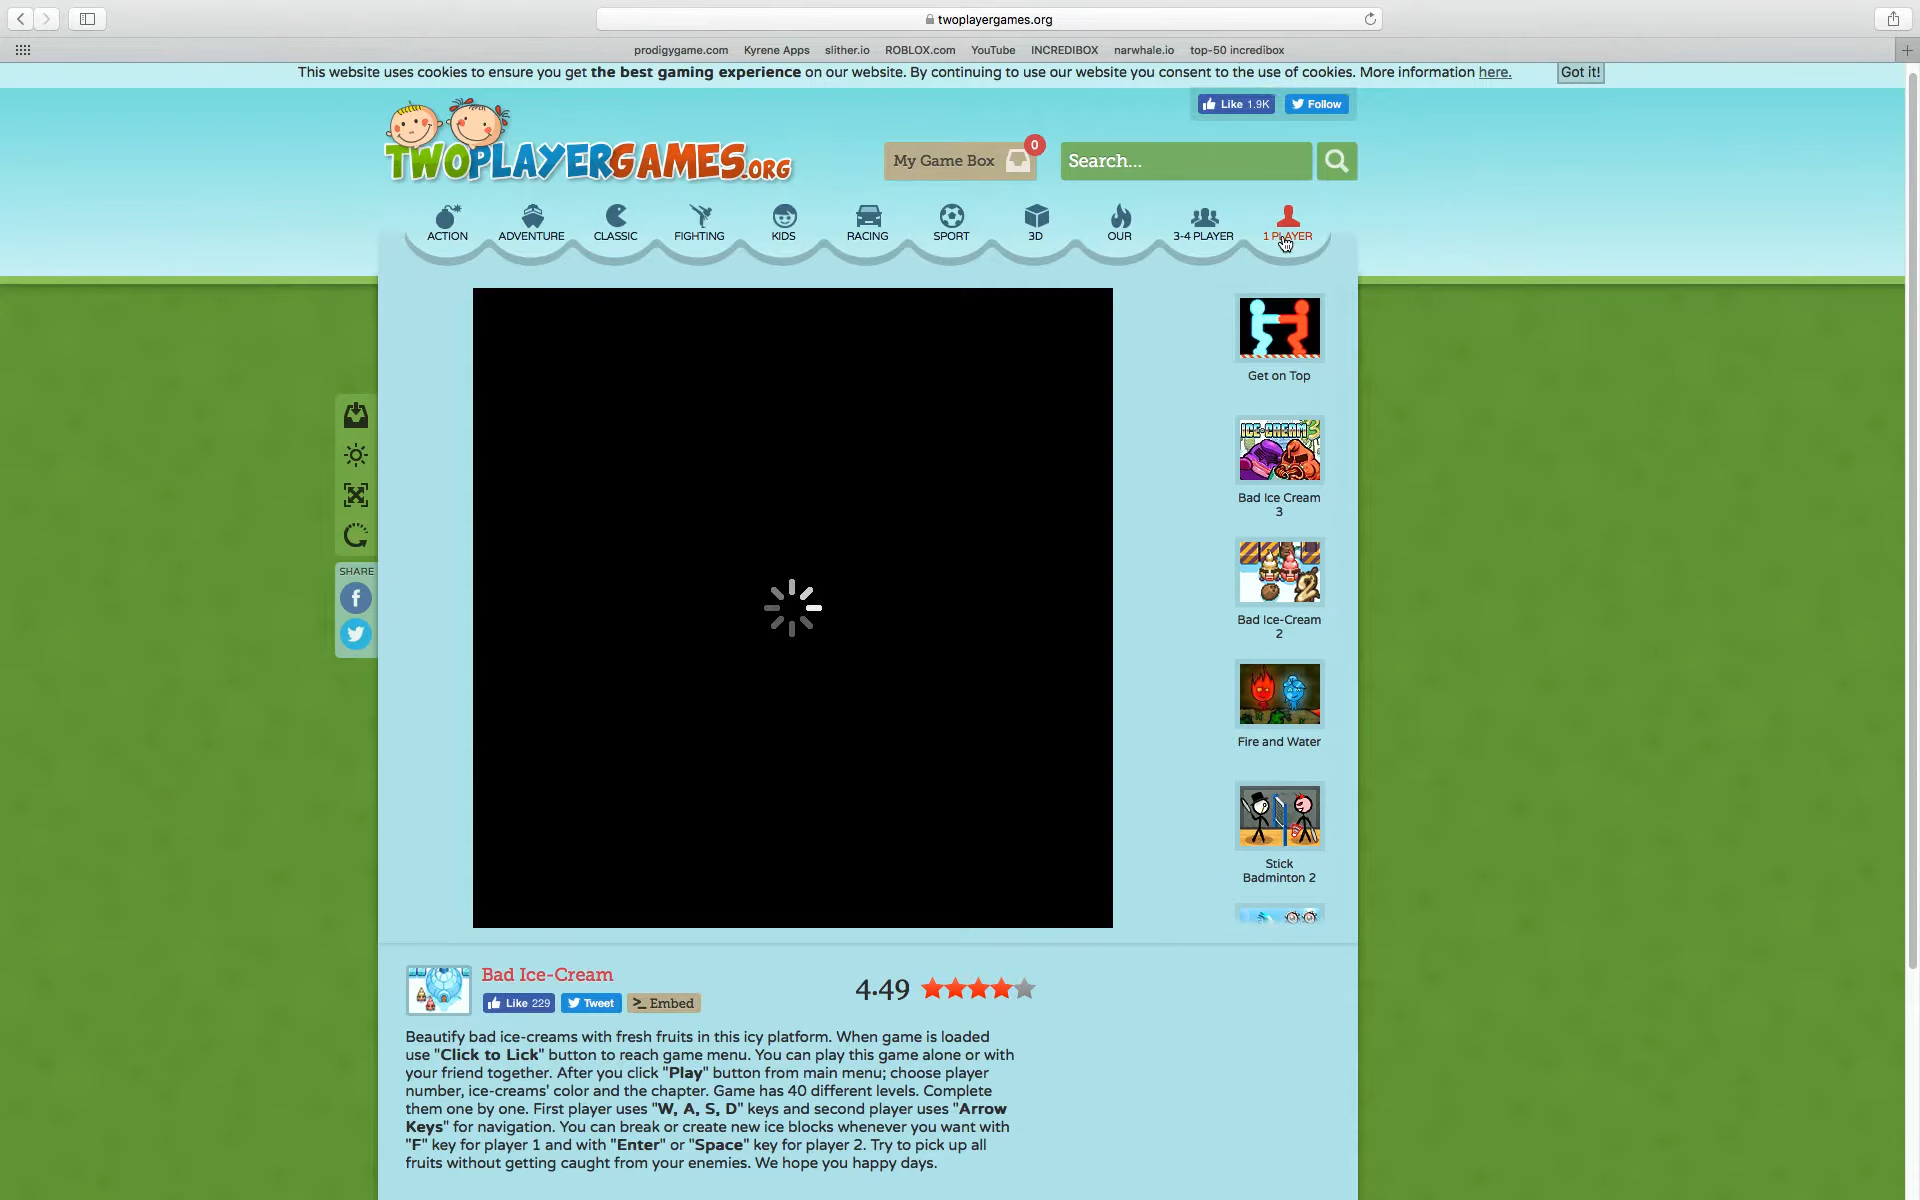 twoplayergames.org
prodigygame.com Kyrene Apps slither.io ROBLOX.com YouTube INCREDIBOX narwhale.io top-50 incredibox
This website uses cookies to ensure you get the best gaming experience on our website. By continuing to use our website you consent to the use of cookies. More information here. Got it!
Like 1.9K Follow
TWOPLAYERGAMES.ORG
My Game Box 0 Search...
ACTION ADVENTURE CLASSIC FIGHTING KIDS RACING SPORT 3D OUR 3-4 PLAYER 1 PLAYER
Get on Top
ICE-CREAM 3
Bad Ice Cream
3
2
Bad Ice-Cream
2
SHARE
Fire and Water
Stick
Badminton 2
Bad Ice-Cream
Like 229 Tweet >_ Embed
4.49
Beautify bad ice-creams with fresh fruits in this icy platform. When game is loaded
use "Click to Lick" button to reach game menu. You can play this game alone or with
your friend together. After you click "Play" button from main menu; choose player
number, ice-creams' color and the chapter. Game has 40 different levels. Complete
them one by one. First player uses "W, A, S, D" keys and second player uses "Arrow
Keys" for navigation. You can break or create new ice blocks whenever you want with
"F" key for player 1 and with "Enter" or "Space" key for player 2. Try to pick up all
fruits without getting caught from your enemies. We hope you happy days.